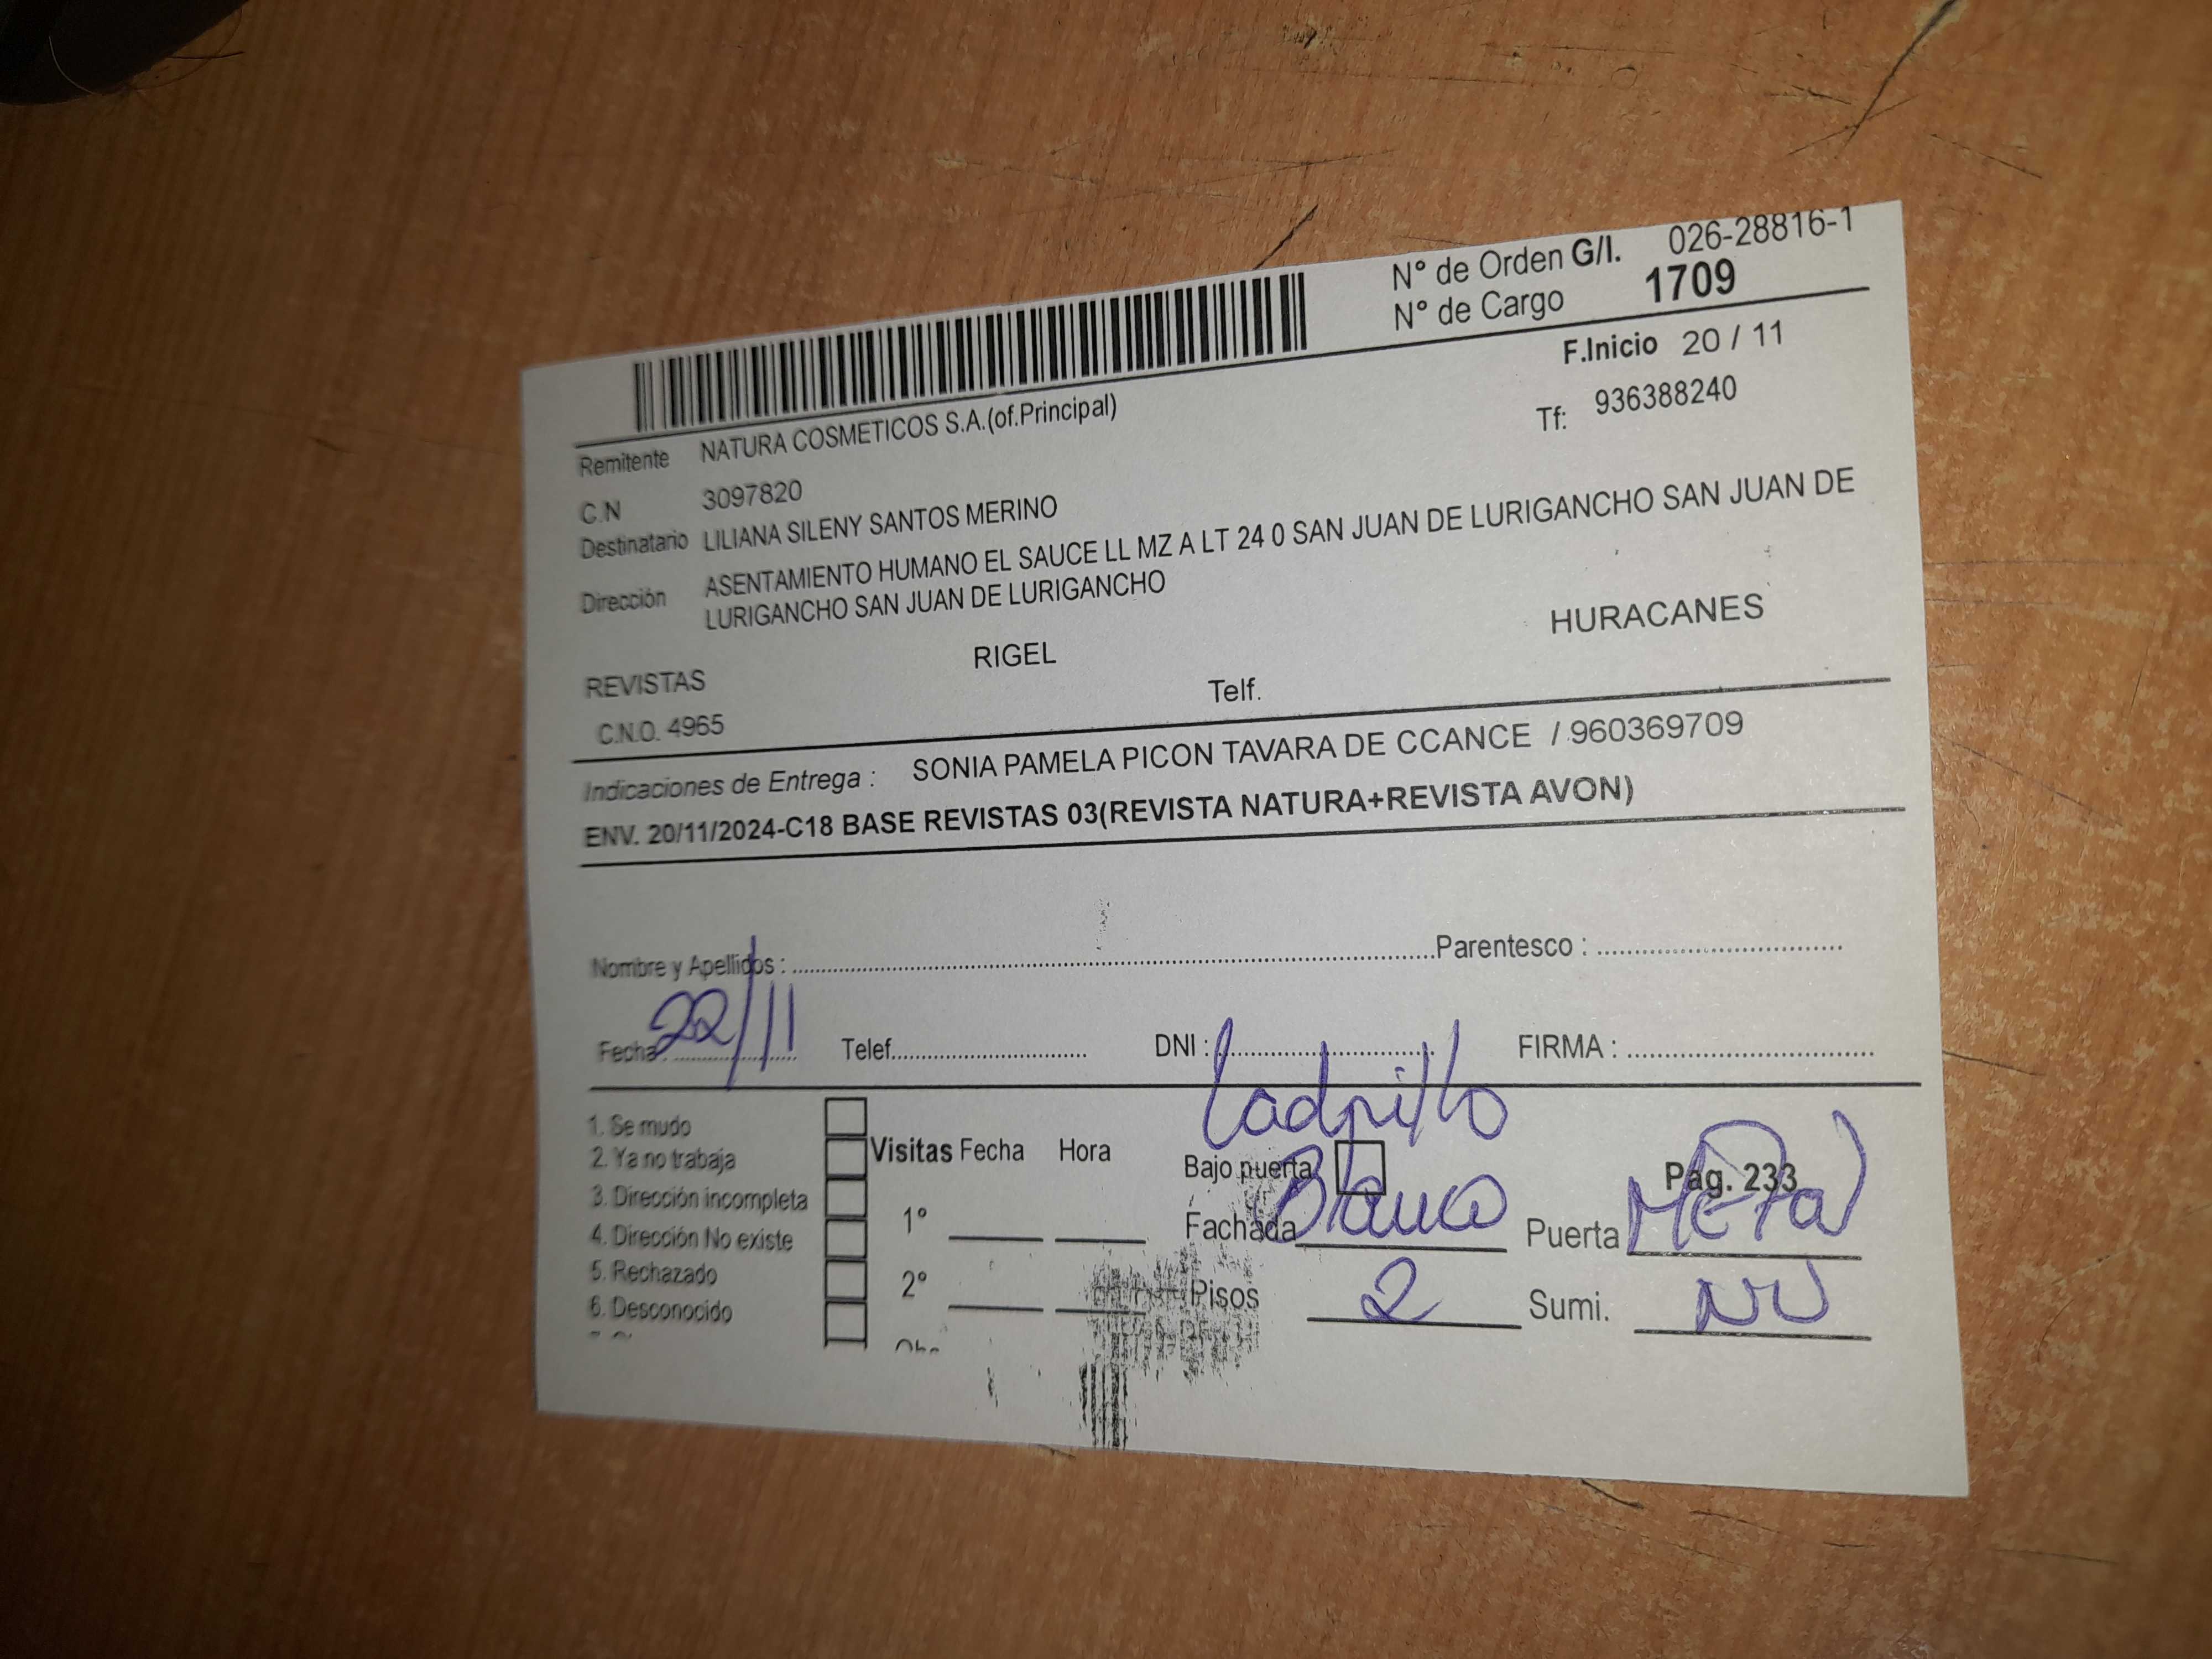 N° de Orden G/I. 026-28816-1
N° de Cargo 1709
F.Inicio 20 / 11
Remitente NATURA COSMETICOS S.A.(of.Principal) Tf: 936388240
C.N 3097820
Destinatario LILIANA SILENY SANTOS MERINO
Dirección ASENTAMIENTO HUMANO EL SAUCE LL MZ A LT 24 0 SAN JUAN DE LURIGANCHO SAN JUAN DE
LURIGANCHO SAN JUAN DE LURIGANCHO
REVISTAS RIGEL HURACANES
C.N.O. 4965 Telf.
Indicaciones de Entrega : SONIA PAMELA PICON TAVARA DE CCANCE / 960369709
ENV. 20/11/2024-C18 BASE REVISTAS 03(REVISTA NATURA+REVISTA AVON)
Nombre y Apellidos : Parentesco :
Fecha : 22/11 Telef. DNI : FIRMA :
Ladrillo
1. Se mudo
2. Ya no trabaja Visitas Fecha Hora Bajo puerta Pag. 233
3. Dirección incompleta
4. Dirección No existe 1° Fachada Blanco Puerta Metal
5. Rechazado
6. Desconocido 2° Pisos 2 Sumi.